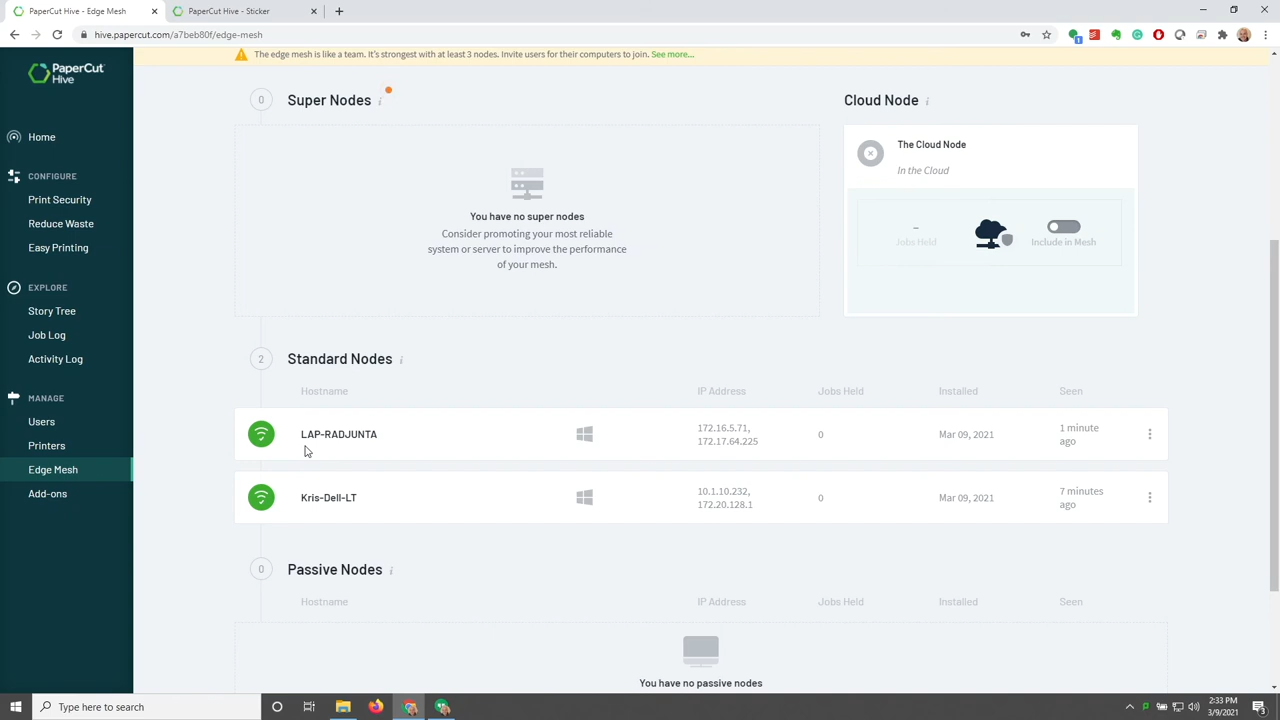 PaperCut Hive - Edge Mesh
PaperCut Hive - Sticker
hive.papercut.com/a7beb80f/edge-mesh
1
PaperCut
Hive
Home
CONFIGURE
Print Security
Reduce Waste
Easy Printing
EXPLORE
Story Tree
Job Log
Activity Log
MANAGE
Users
Printers
Edge Mesh
Add-ons
The edge mesh is like a team. It's strongest with at least 3 nodes. Invite users for their computers to join. See more...
0
Super Nodes
You have no super nodes
Consider promoting your most reliable
system or server to improve the performance
of your mesh.
Cloud Node
The Cloud Node
In the Cloud
–
Jobs Held
Include in Mesh
2
Standard Nodes
Hostname IP Address Jobs Held Installed Seen
LAP-RADJUNTA 172.16.5.71, 172.17.64.225 0 Mar 09, 2021 1 minute ago
Kris-Dell-LT 10.1.10.232, 172.20.128.1 0 Mar 09, 2021 7 minutes ago
0
Passive Nodes
Hostname IP Address Jobs Held Installed Seen
You have no passive nodes
Type here to search
2:33 PM
3/9/2021
3